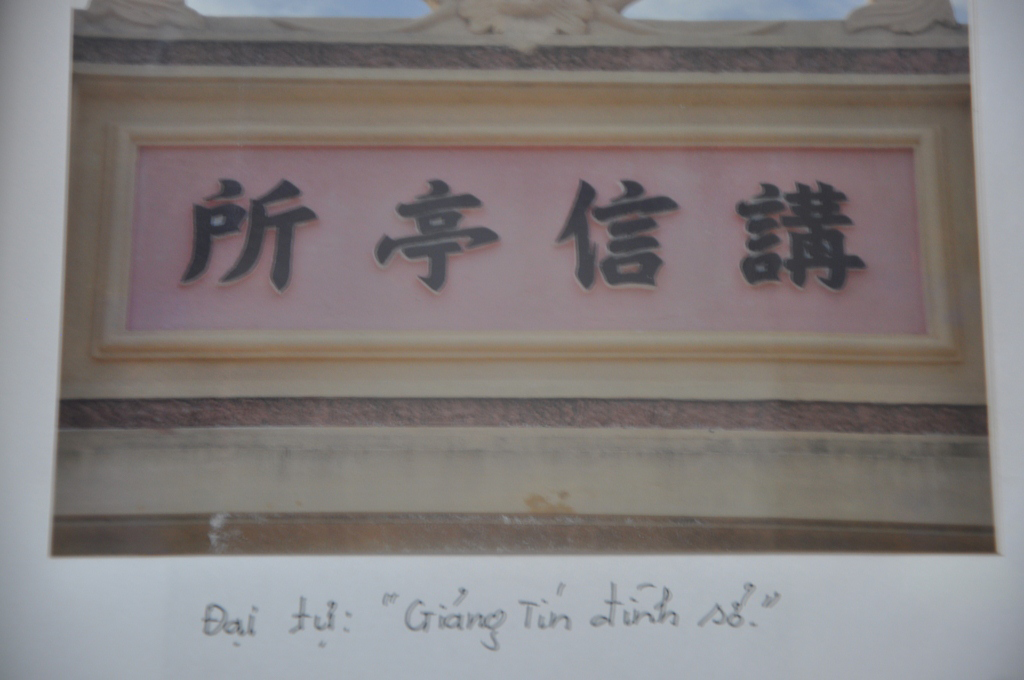 講信亭所
Đại tự: "Giảng Tín đình sở."